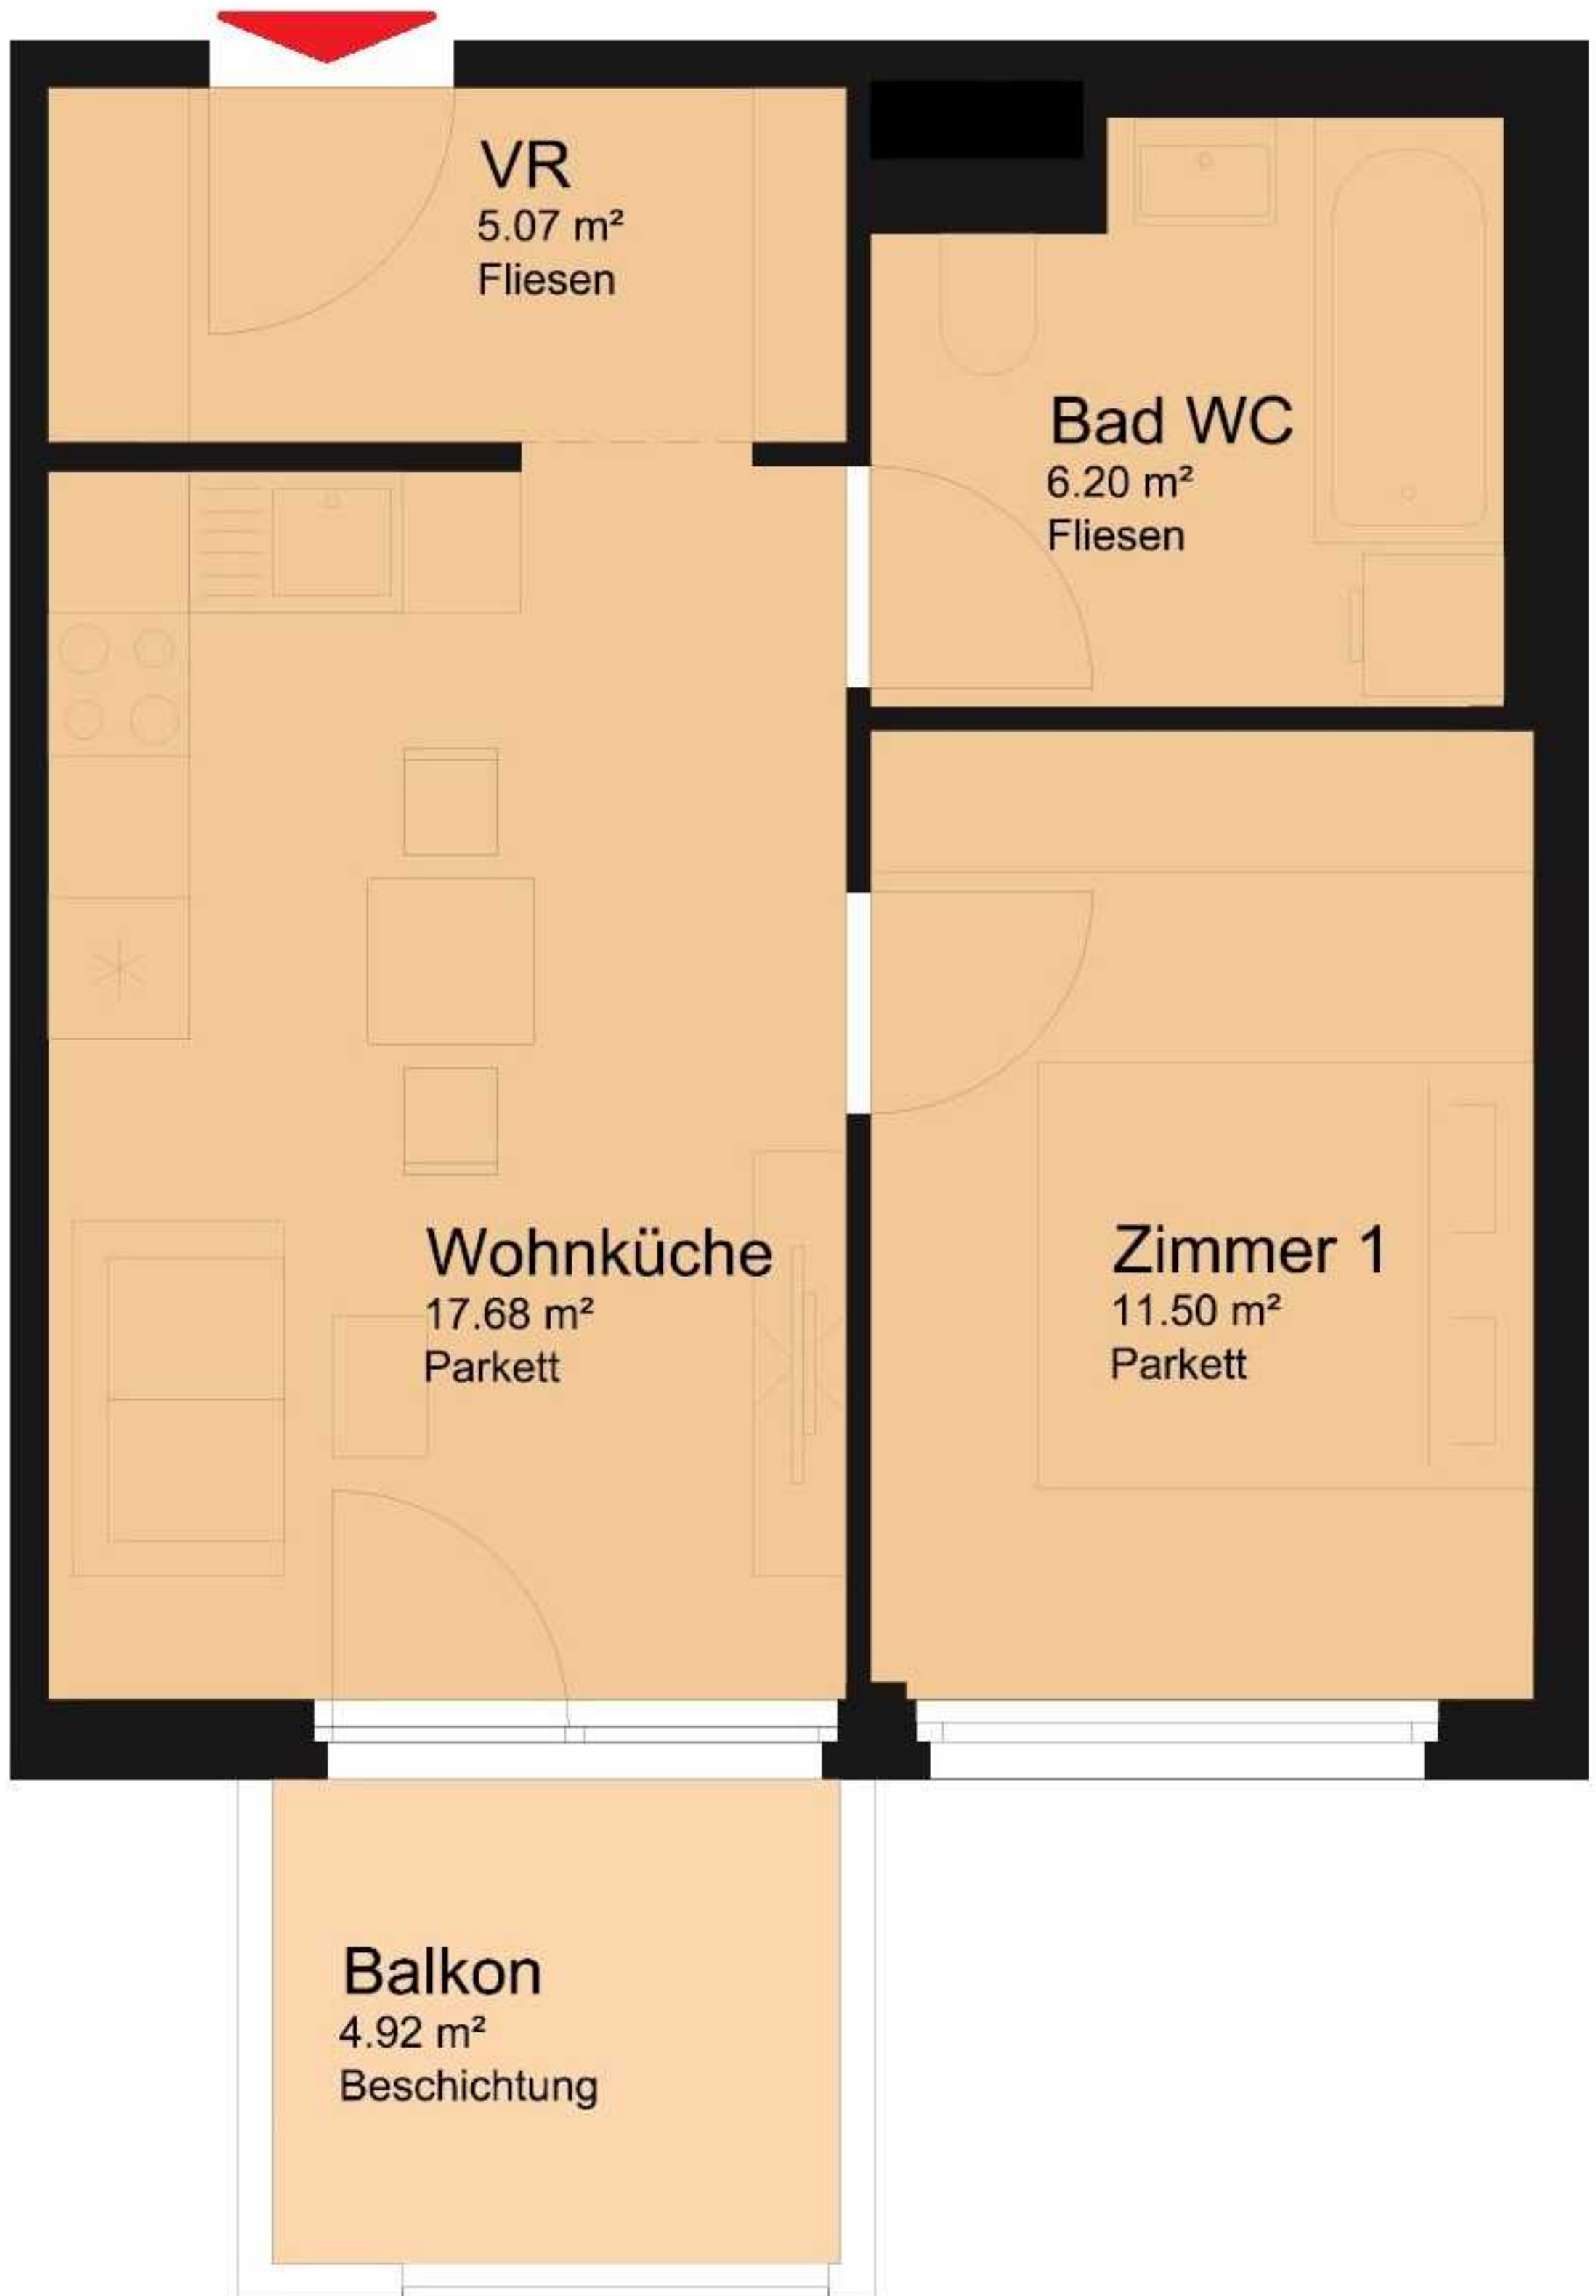 VR
5.07 m²
Fliesen
Bad WC
6.20 m²
Fliesen
Wohnküche
17.68 m²
Parkett
Zimmer 1
11.50 m²
Parkett
Balkon
4.92 m²
Beschichtung